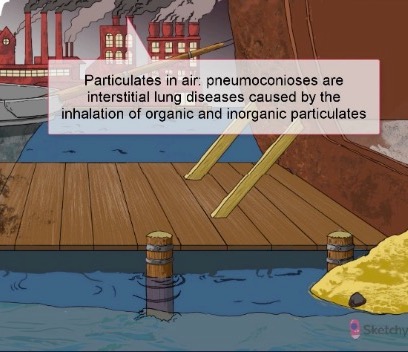 Particulates in air: pneumoconioses are
interstitial lung diseases caused by the
inhalation of organic and inorganic particulates
Sketchy